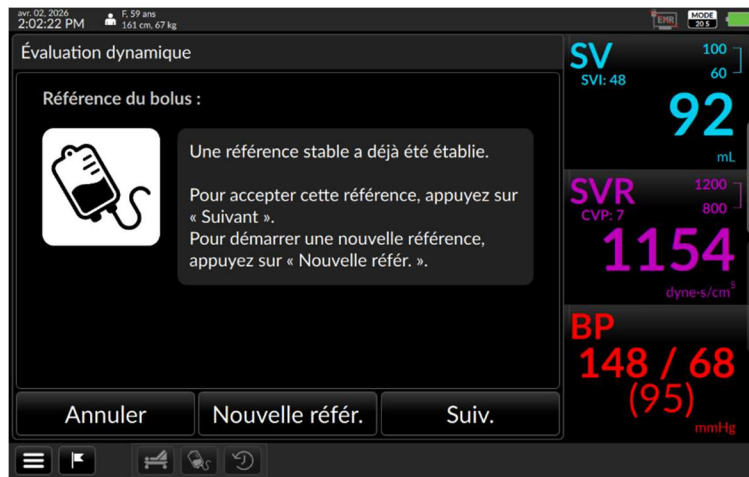 avr. 02, 2026
2:02:22 PM
F, 59 ans
161 cm, 67 kg
EMR
MODE
20 S
Évaluation dynamique
Référence du bolus :
Une référence stable a déjà été établie.
Pour accepter cette référence, appuyez sur
« Suivant ».
Pour démarrer une nouvelle référence,
appuyez sur « Nouvelle référ. ».
Annuler
Nouvelle référ.
Suiv.
SV
SVI: 48
100
60
92
mL
SVR
CVP: 7
1200
800
1154
dyne·s/cm⁵
BP
148 / 68
(95)
mmHg